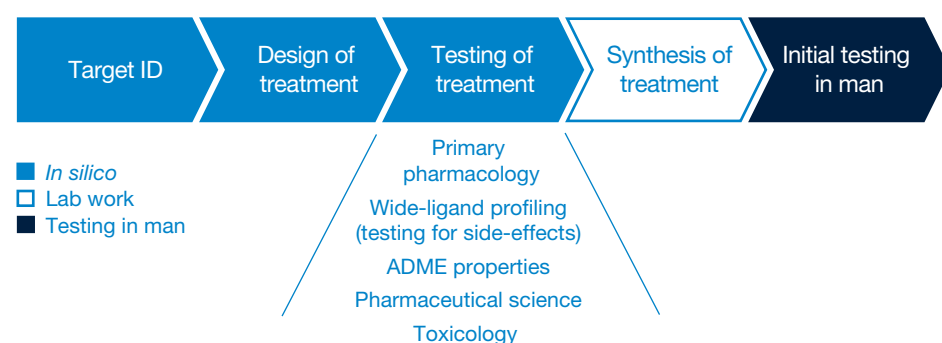 Target ID
Design of
treatment
Testing of
treatment
Synthesis of
treatment
Initial testing
in man
In silico
Lab work
Testing in man
Primary
pharmacology
Wide-ligand profiling
(testing for side-effects)
ADME properties
Pharmaceutical science
Toxicology